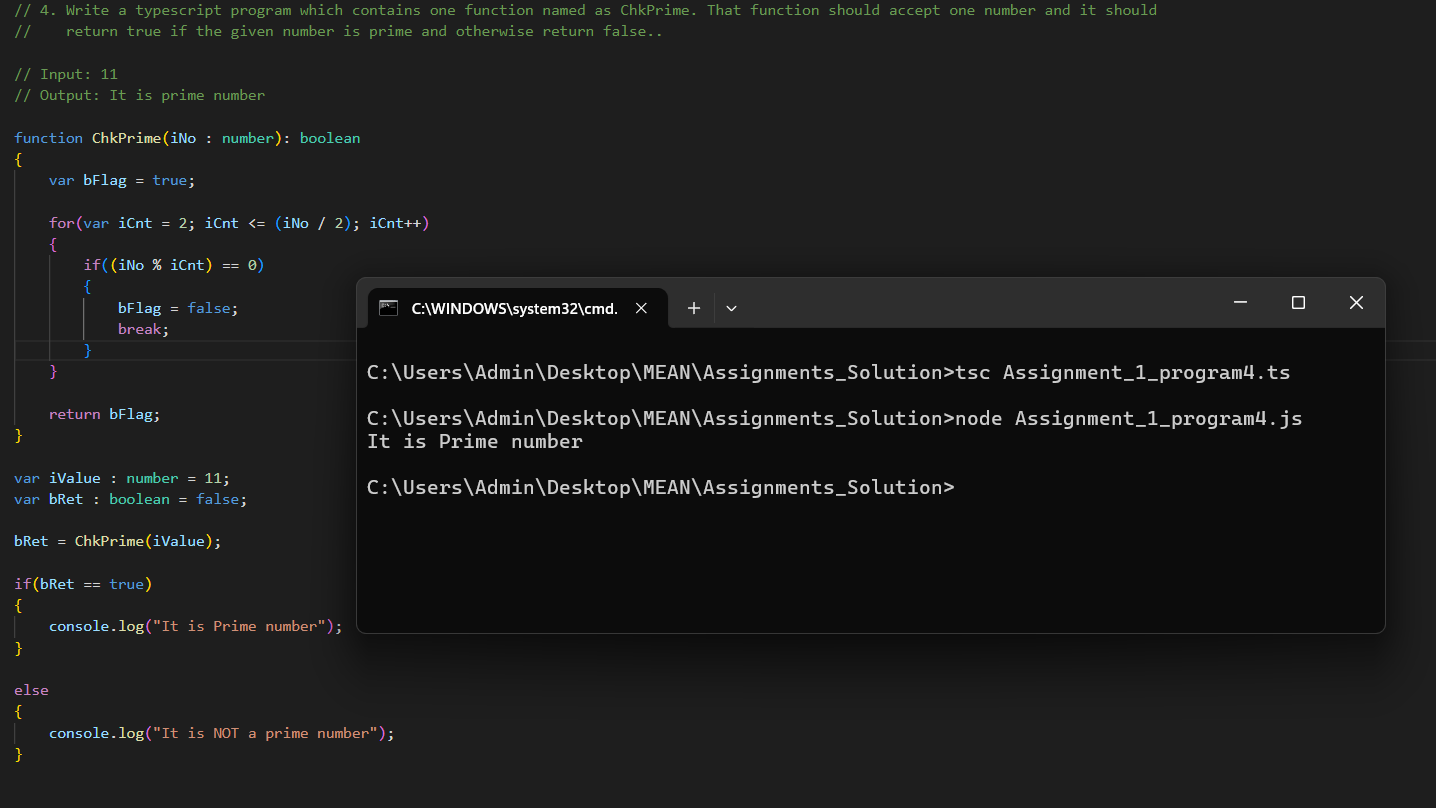 // 4. Write a typescript program which contains one function named as ChkPrime. That function should accept one number and it should
//    return true if the given number is prime and otherwise return false..
// Input: 11
// Output: It is prime number
function ChkPrime(iNo : number): boolean
{
    var bFlag = true;
    for(var iCnt = 2; iCnt <= (iNo / 2); iCnt++)
    {
        if((iNo % iCnt) == 0)
        {
            bFlag = false;
            break;
        }
    }
    return bFlag;
}
var iValue : number = 11;
var bRet : boolean = false;
bRet = ChkPrime(iValue);
if(bRet == true)
{
    console.log("It is Prime number");
}
else
{
    console.log("It is NOT a prime number");
}
C:\WINDOWS\system32\cmd.
C:\Users\Admin\Desktop\MEAN\Assignments_Solution>tsc Assignment_1_program4.ts
C:\Users\Admin\Desktop\MEAN\Assignments_Solution>node Assignment_1_program4.js
It is Prime number
C:\Users\Admin\Desktop\MEAN\Assignments_Solution>